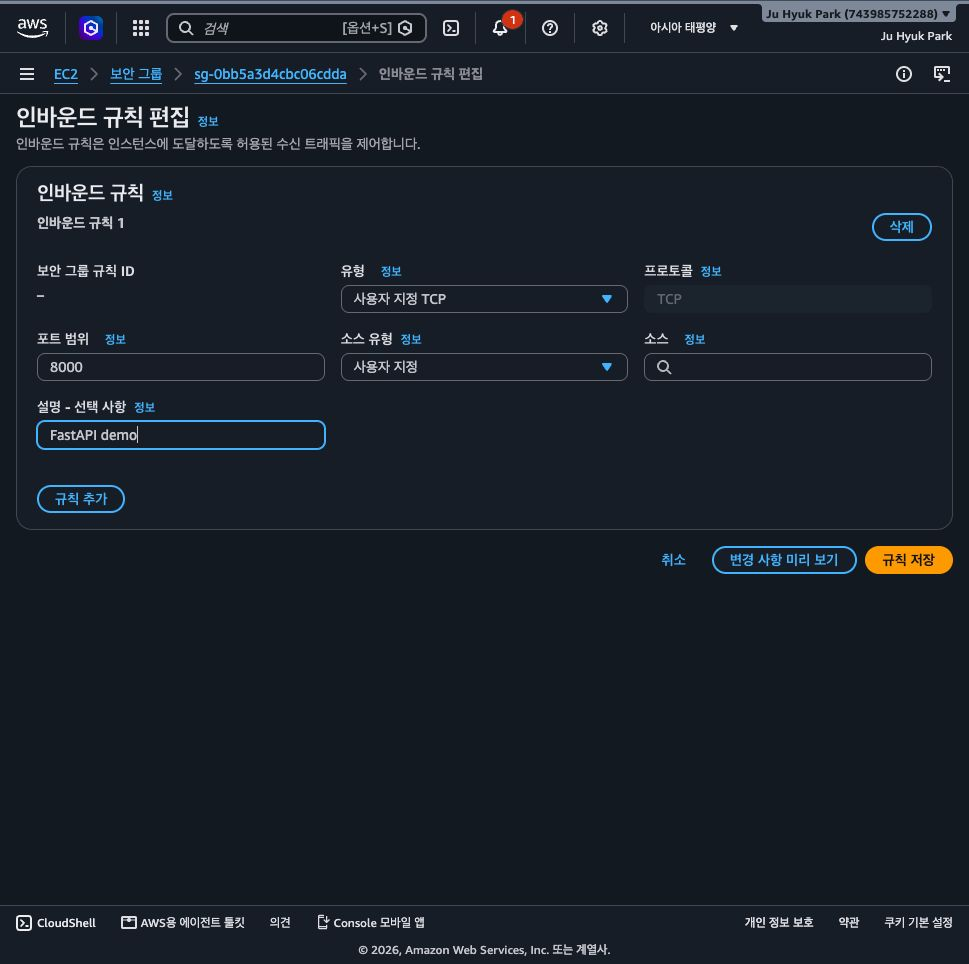 aws
검색 [옵션+S]
1
아시아 태평양
Ju Hyuk Park (743985752288)
Ju Hyuk Park
EC2 보안 그룹 sg-0bb5a3d4cbc06cdda 인바운드 규칙 편집
인바운드 규칙 편집 정보
인바운드 규칙은 인스턴스에 도달하도록 허용된 수신 트래픽을 제어합니다.
인바운드 규칙 정보
인바운드 규칙 1
삭제
보안 그룹 규칙 ID 유형 정보 프로토콜 정보
– 사용자 지정 TCP TCP
포트 범위 정보 소스 유형 정보 소스 정보
8000 사용자 지정
설명 - 선택 사항 정보
FastAPI demo
규칙 추가
취소 변경 사항 미리 보기 규칙 저장
CloudShell AWS용 에이전트 툴킷 의견 Console 모바일 앱 개인 정보 보호 약관 쿠키 기본 설정
© 2026, Amazon Web Services, Inc. 또는 계열사.